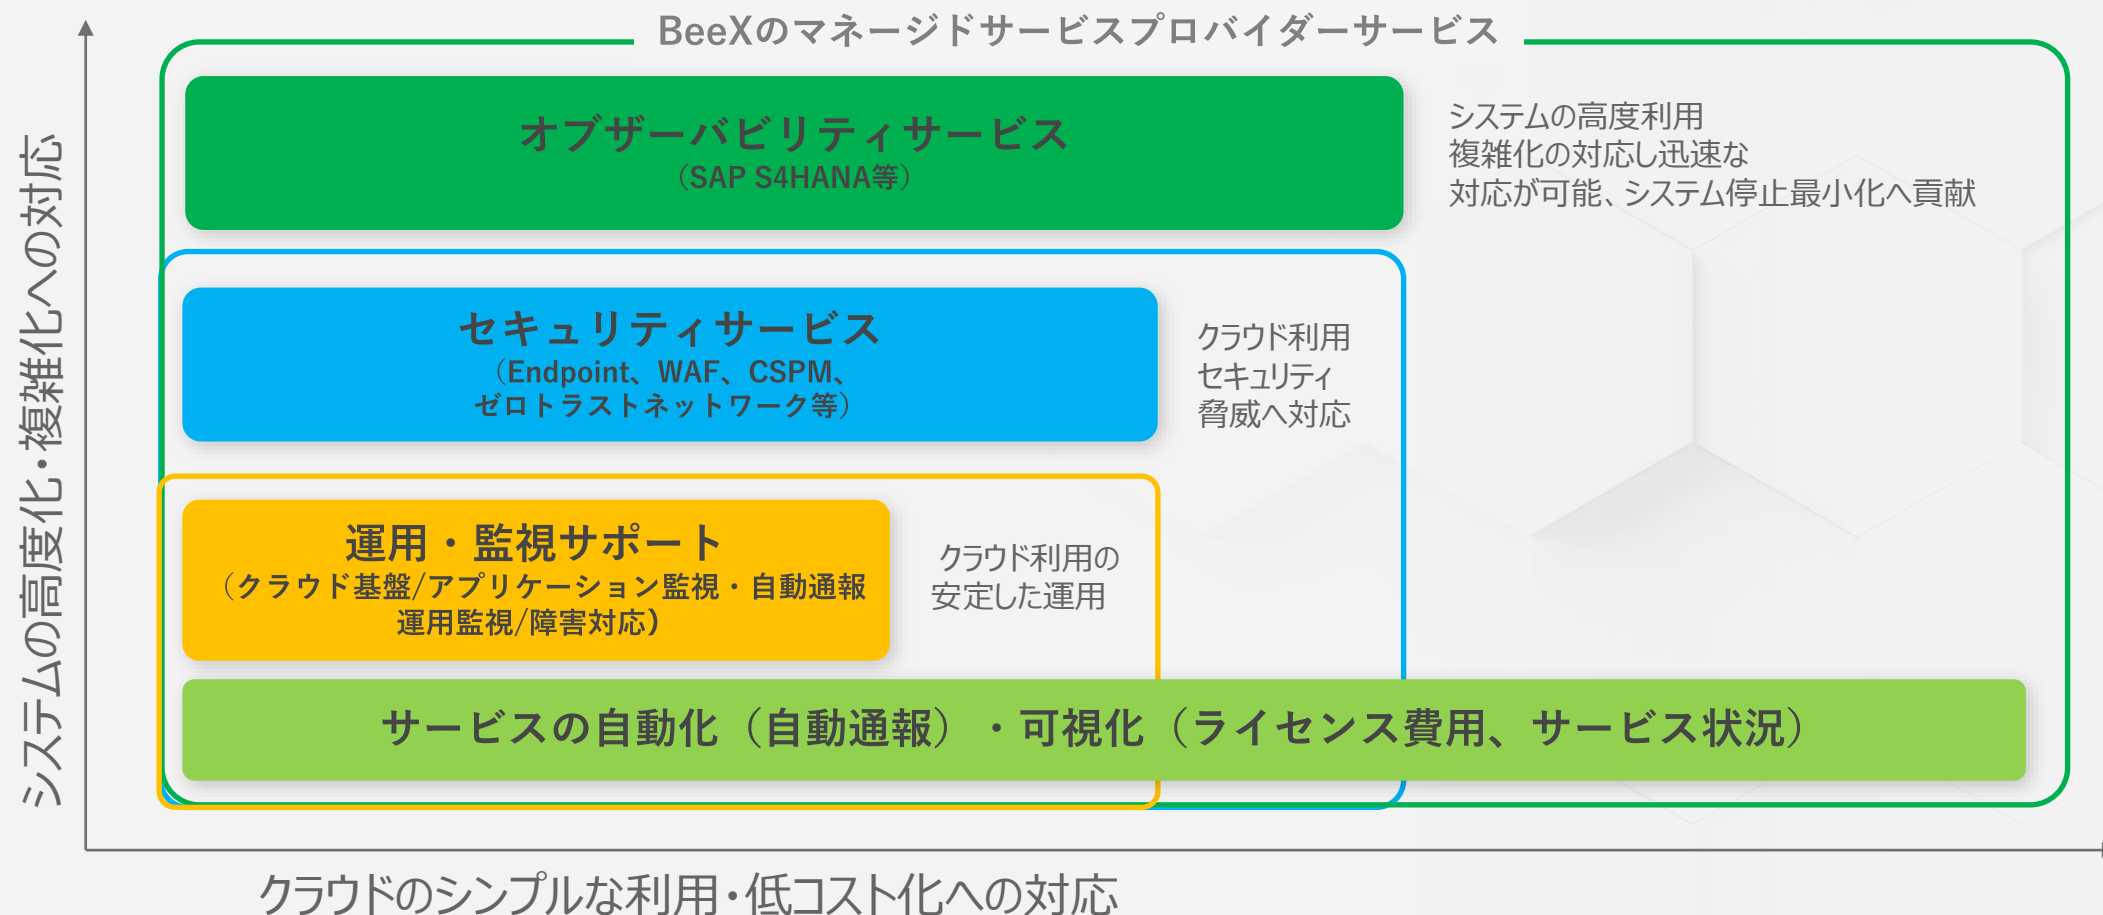 BeeXのマネージドサービスプロバイダーサービス
システムの高度化・複雑化への対応
オブザーバビリティサービス
（SAP S4HANA等）
システムの高度利用
複雑化の対応し迅速な
対応が可能、システム停止最小化へ貢献
セキュリティサービス
（Endpoint、WAF、CSPM、
ゼロトラストネットワーク等）
クラウド利用
セキュリティ
脅威へ対応
運用・監視サポート
（クラウド基盤/アプリケーション監視・自動通報
運用監視/障害対応）
クラウド利用の
安定した運用
サービスの自動化（自動通報）・可視化（ライセンス費用、サービス状況）
クラウドのシンプルな利用・低コスト化への対応